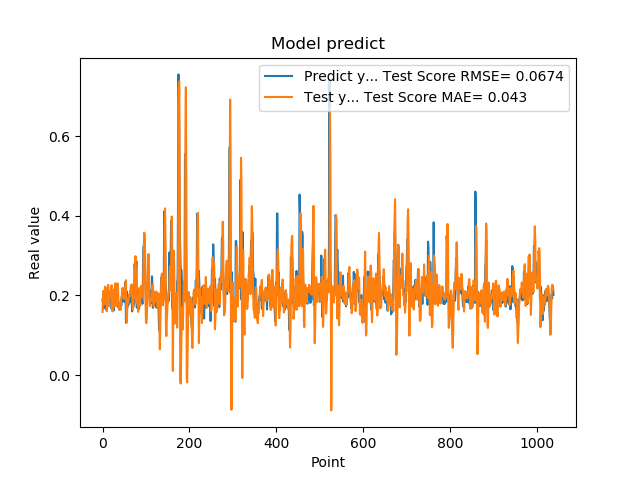 Model predict
Predict y... Test Score RMSE= 0.0674
Test y... Test Score MAE= 0.043
Real value
0.6
0.4
0.2
0.0
0 200 400 600 800 1000
Point